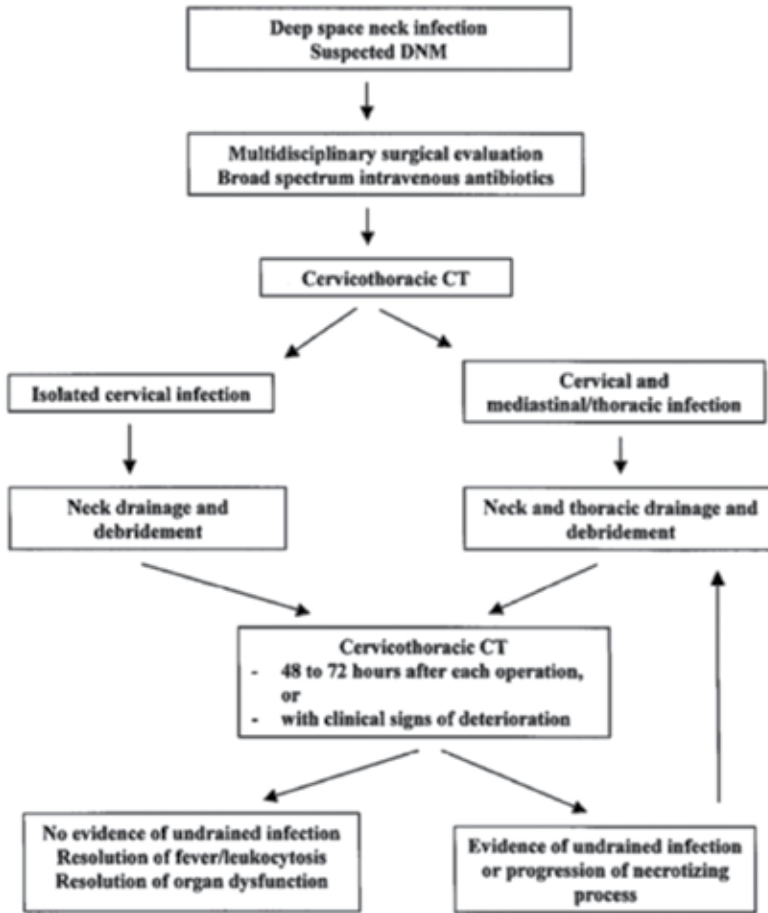 Deep space neck infection
Suspected DNM
Multidisciplinary surgical evaluation
Broad spectrum intravenous antibiotics
Cervicothoracic CT
Isolated cervical infection
Cervical and
mediastinal/thoracic infection
Neck drainage and
debridement
Neck and thoracic drainage and
debridement
Cervicothoracic CT
- 48 to 72 hours after each operation,
or
- with clinical signs of deterioration
No evidence of undrained infection
Resolution of fever/leukocytosis
Resolution of organ dysfunction
Evidence of undrained infection
or progression of necrotizing
process